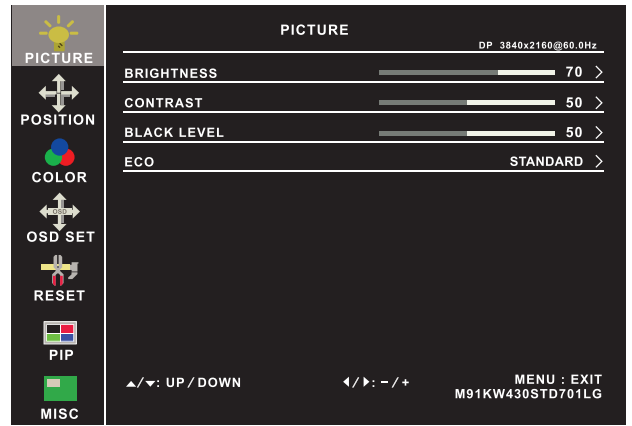 PICTURE
POSITION
COLOR
OSD
OSD SET
RESET
PIP
MISC
PICTURE
DP 3840x2160@60.0Hz
BRIGHTNESS 70 >
CONTRAST 50 >
BLACK LEVEL 50 >
ECO STANDARD >
▲/▼: UP / DOWN ◀/▶: − / + MENU : EXIT
M91KW430STD701LG